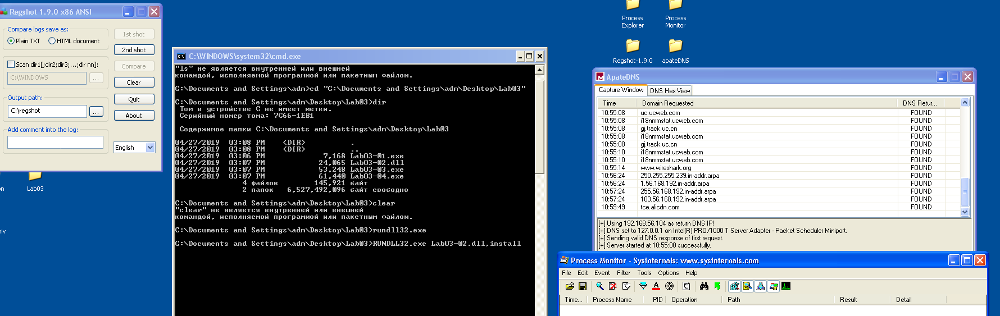 Regshot 1.9.0 x86 ANSI
Compare logs save as:
Plain TXT
HTML document
1st shot
2nd shot
Scan dir1[;dir2;dir3;...;dir nn]:
C:\WINDOWS
...
Compare
Clear
Output path:
C:\regshot
...
Quit
About
Add comment into the log:
English
Lab03
C:\WINDOWS\system32\cmd.exe
"ls" не является внутренней или внешней
командой, исполняемой программой или пакетным файлом.
C:\Documents and Settings\adm>cd "C:\Documents and Settings\adm\Desktop\Lab03"
C:\Documents and Settings\adm\Desktop\Lab03>dir
Том в устройстве C не имеет метки.
Серийный номер тома: 7C66-1EB1
Содержимое папки C:\Documents and Settings\adm\Desktop\Lab03
04/27/2019  03:08 PM    <DIR>          .
04/27/2019  03:08 PM    <DIR>          ..
04/27/2019  03:06 PM             7,168 Lab03-01.exe
04/27/2019  03:07 PM            24,065 Lab03-02.dll
04/27/2019  03:07 PM            53,248 Lab03-03.exe
04/27/2019  03:07 PM            61,440 Lab03-04.exe
4 файлов        145,921 байт
2 папок   6,527,492,096 байт свободно
C:\Documents and Settings\adm\Desktop\Lab03>clear
"clear" не является внутренней или внешней
командой, исполняемой программой или пакетным файлом.
C:\Documents and Settings\adm\Desktop\Lab03>rundll32.exe
C:\Documents and Settings\adm\Desktop\Lab03>RUNDLL32.exe Lab03-02.dll,install
Process Explorer
Process Monitor
Regshot-1.9.0
apateDNS
ApateDNS
Capture Window
DNS Hex View
Time Domain Requested DNS Retur...
10:55:08 uc.ucweb.com FOUND
10:55:08 i18nmmstat.ucweb.com FOUND
10:55:08 gj.track.uc.cn FOUND
10:55:08 i18nmmstat.ucweb.com FOUND
10:55:08 gj.track.uc.cn FOUND
10:55:10 i18nmmstat.ucweb.com FOUND
10:55:10 i18nmmstat.ucweb.com FOUND
10:55:14 www.wireshark.org FOUND
10:56:24 250.255.255.239.in-addr.arpa FOUND
10:56:24 1.56.168.192.in-addr.arpa FOUND
10:57:24 255.56.168.192.in-addr.arpa FOUND
10:57:24 103.56.168.192.in-addr.arpa FOUND
10:59:49 tce.alicdn.com FOUND
[+] Using 192.168.56.104 as return DNS IP!
[+] DNS set to 127.0.0.1 on Intel(R) PRO/1000 T Server Adapter - Packet Scheduler Miniport.
[+] Sending valid DNS response of first request.
[+] Server started at 10:55:00 successfully.
Process Monitor - Sysinternals: www.sysinternals.com
File Edit Event Filter Tools Options Help
Time... Process Name PID Operation Path Result Detail